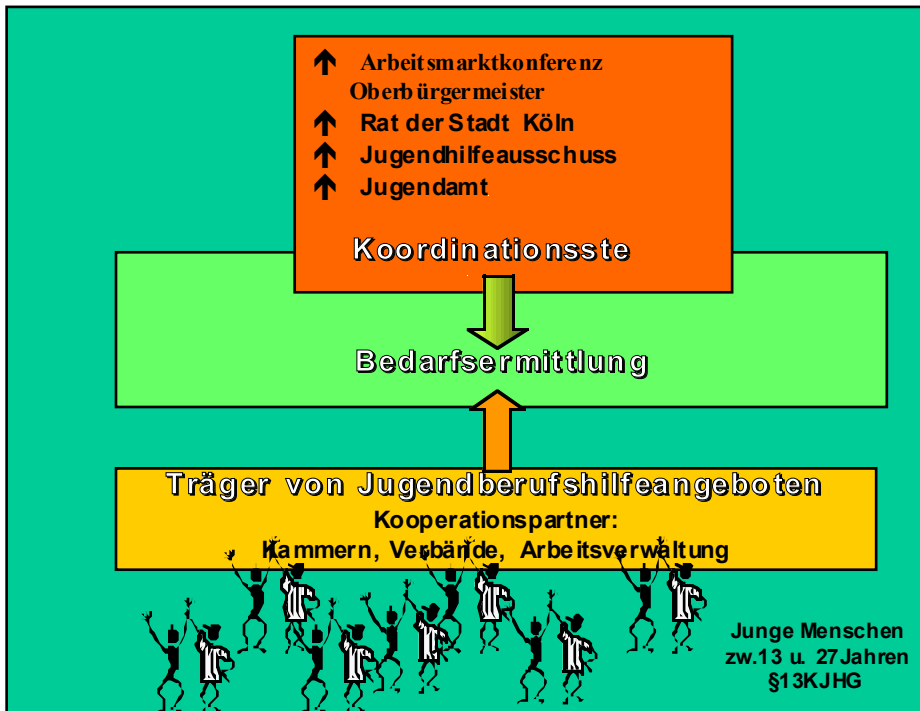 Arbeitsmarktkonferenz
Oberbürgermeister
Rat der Stadt Köln
Jugendhilfeausschuss
Jugendamt
Koordinationsste
Bedarfsermittlung
Träger von Jugendberufshilfeangeboten
Kooperationspartner:
Kammern, Verbände, Arbeitsverwaltung
Junge Menschen
zw.13 u. 27Jahren
§13KJHG